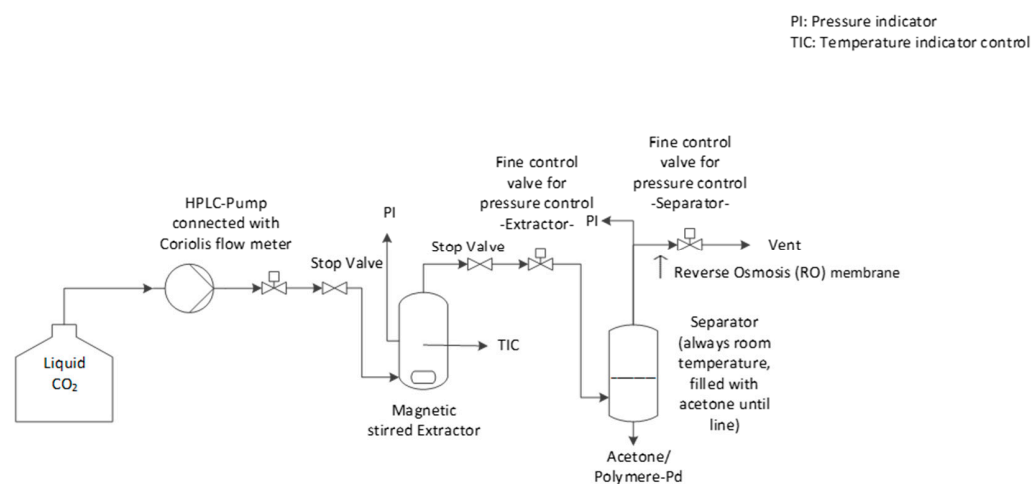 PI: Pressure indicator
TIC: Temperature indicator control
Fine control
valve for
pressure control
-Separator-
Fine control
valve for
pressure control
-Extractor-
HPLC-Pump
connected with
Coriolis flow meter
PI
PI
Stop Valve
Stop Valve
Vent
Reverse Osmosis (RO) membrane
Liquid
CO₂
TIC
Separator
(always room
temperature,
filled with
acetone until
line)
Magnetic
stirred Extractor
Acetone/
Polymere-Pd